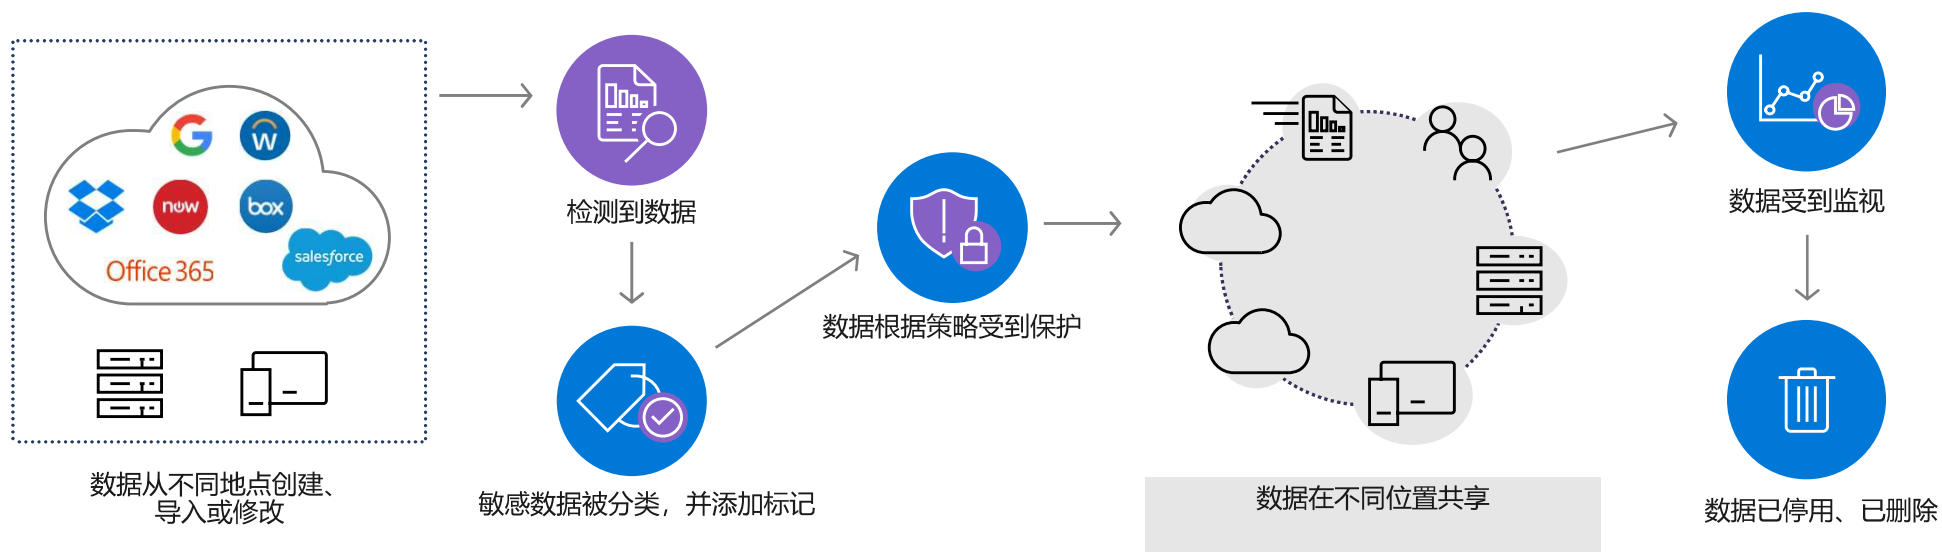 W
now
box
salesforce
Office 365
数据从不同地点创建、
导入或修改
检测到数据
敏感数据被分类，并添加标记
数据根据策略受到保护
数据在不同位置共享
数据受到监视
数据已停用、已删除